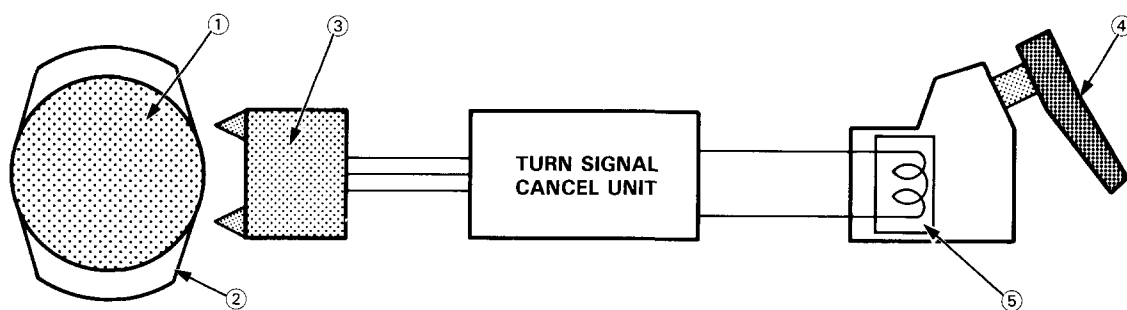 ①
③
④
TURN SIGNAL
CANCEL UNIT
②
⑤